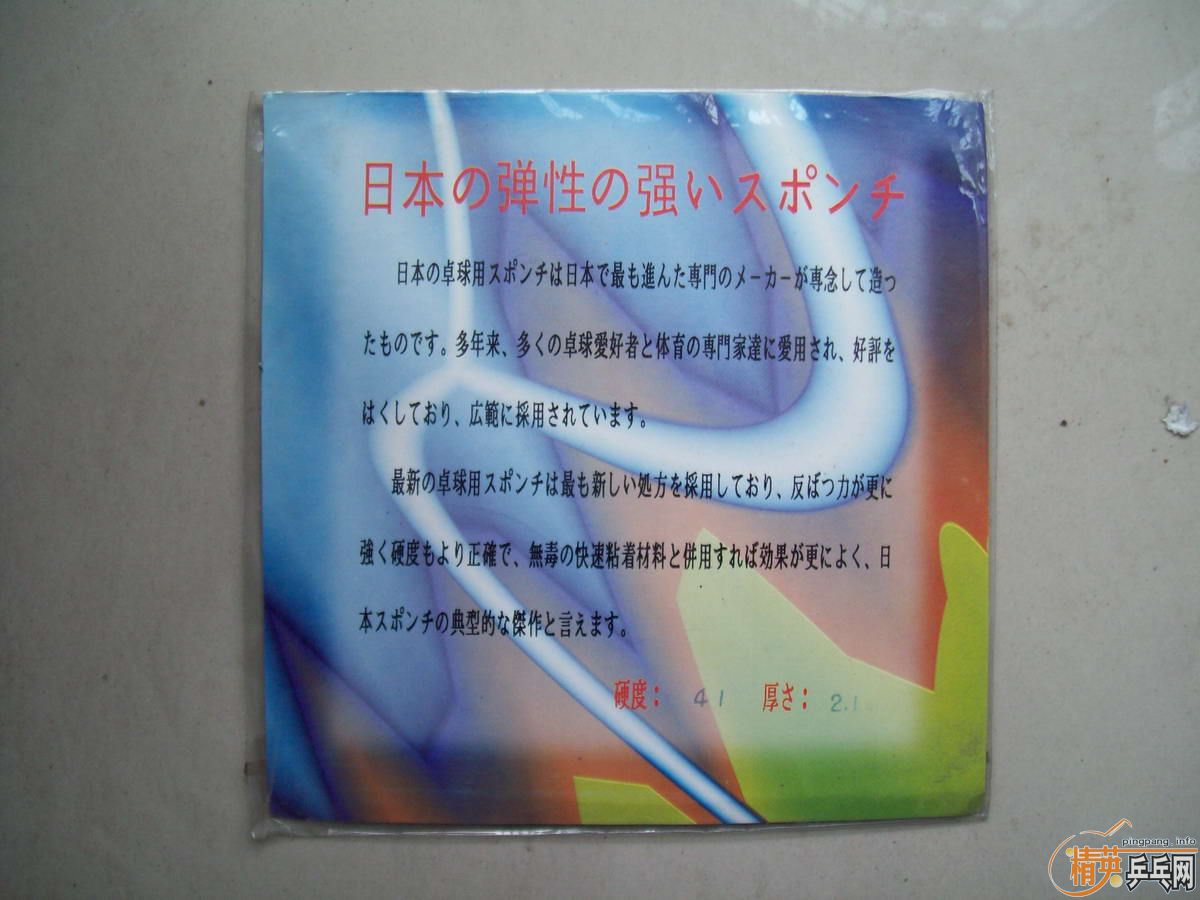 日本の弹性の强いスポンチ
日本の卓球用スポンチは日本で最も進んた専門のメーカーが専念して造っ
たものです。多年来、多くの卓球愛好者と体育の専門家達に愛用され、好評を
はくしており、広範に採用されています。
最新の卓球用スポンチは最も新しい処方を採用しており、反ばつ力が更に
強く硬度もより正確で、無毒の快速粘着材料と併用すれば効果が更によく、日
本スポンチの典型的な傑作と言えます。
硬度： 41 厚さ： 2.1
pingpang.info
精英乒乓网